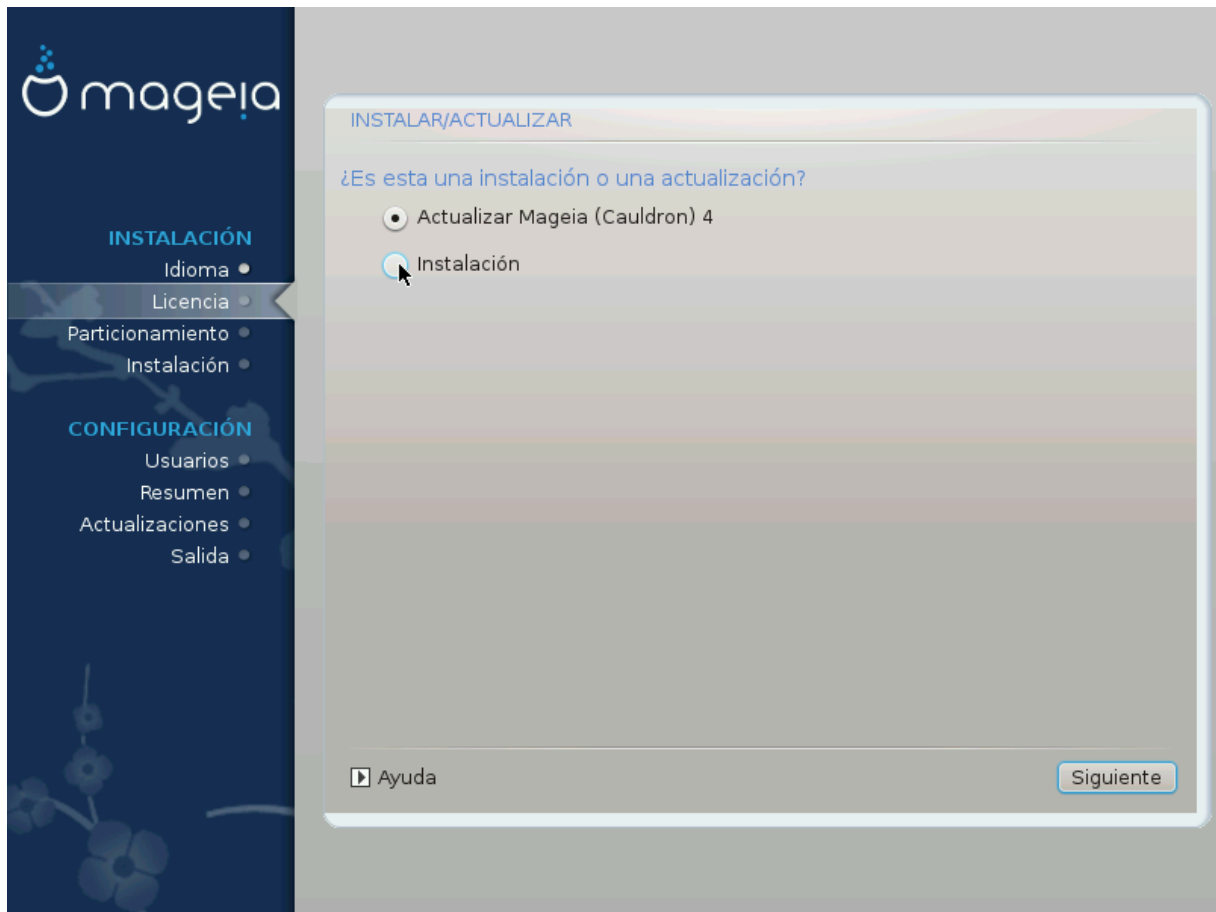 mageia
INSTALACIÓN
Idioma
Licencia
Particionamiento
Instalación
CONFIGURACIÓN
Usuarios
Resumen
Actualizaciones
Salida
INSTALAR/ACTUALIZAR
¿Es esta una instalación o una actualización?
Actualizar Mageia (Cauldron) 4
Instalación
Ayuda
Siguiente